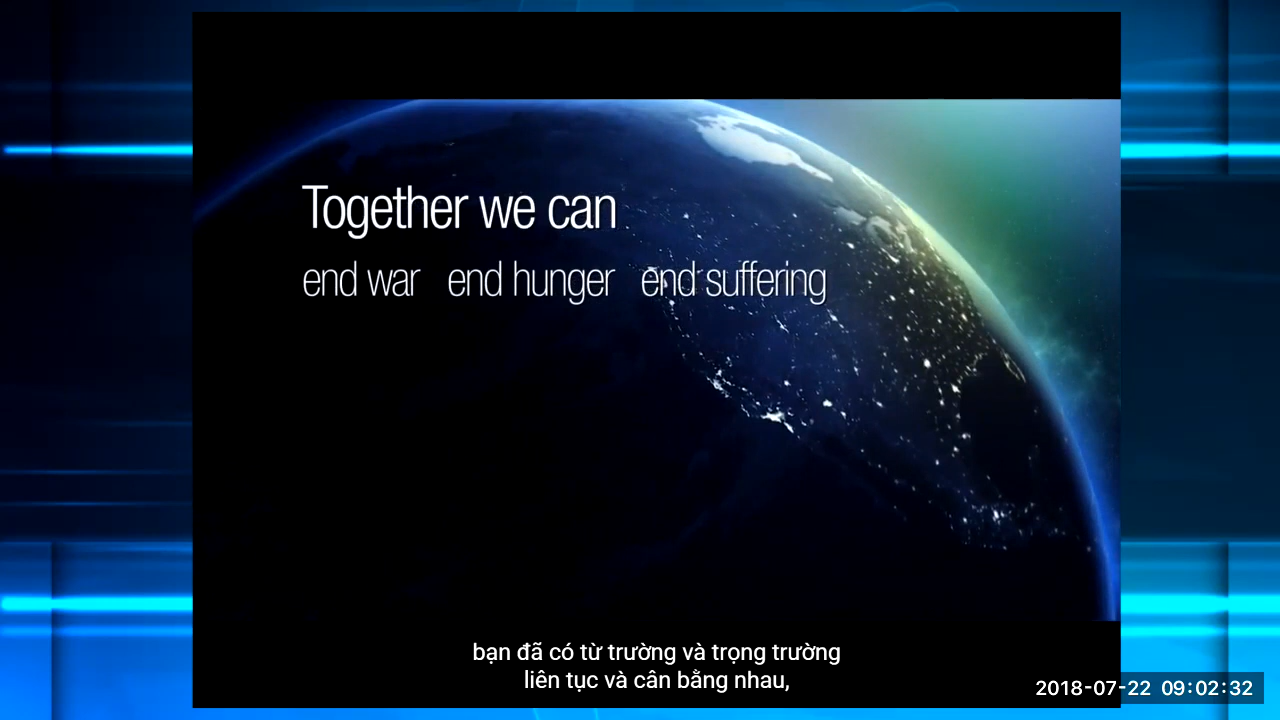 Together we can
end war end hunger end suffering
bạn đã có từ trường và trọng trường
liên tục và cân bằng nhau,
2018-07-22 09:02:32